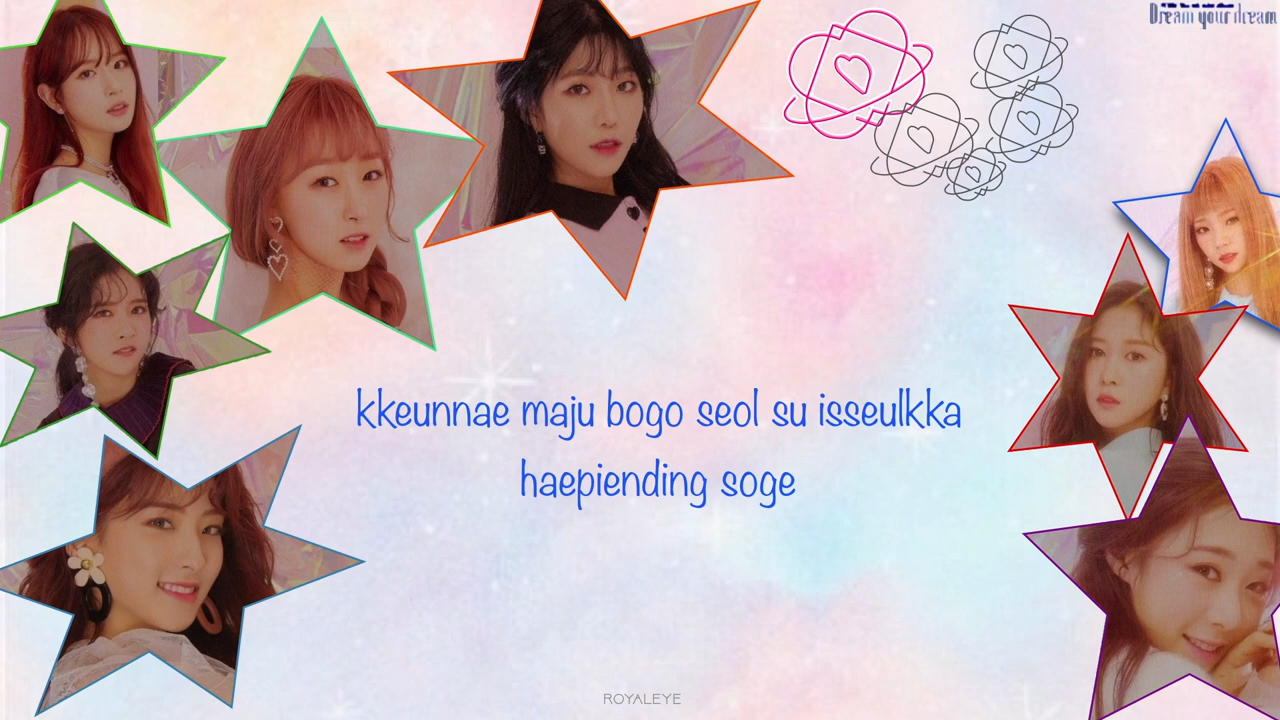 Dream your dream
kkeunnae maju bogo seol su isseulkka
haepiending soge
ROYALEYE